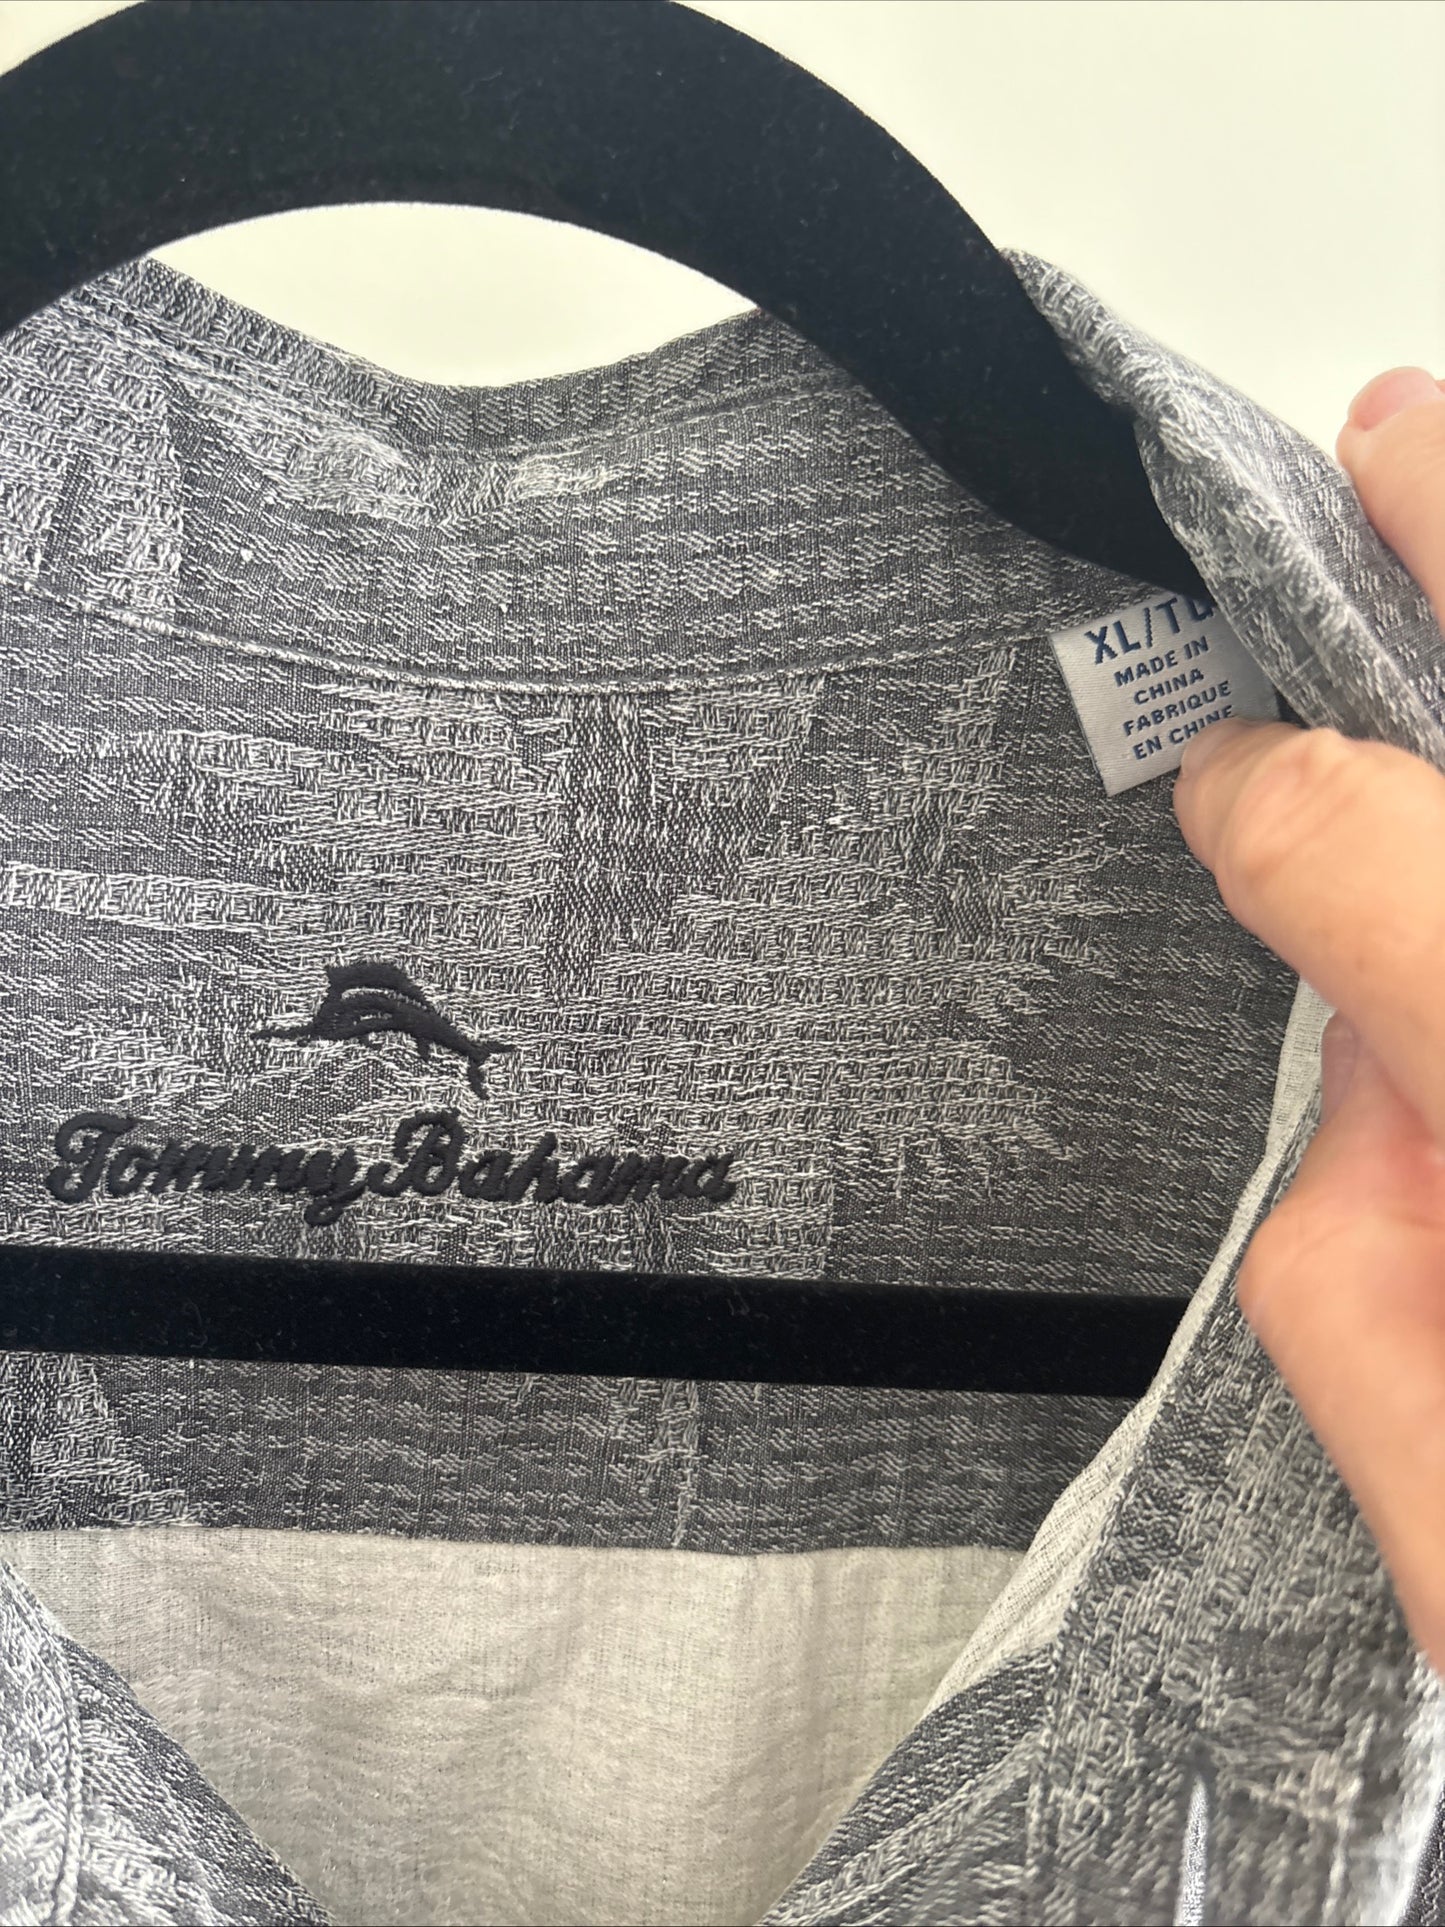 XL/TG
MADE IN
CHINA
FABRIQUE
EN CHINE
Tommy Bahama